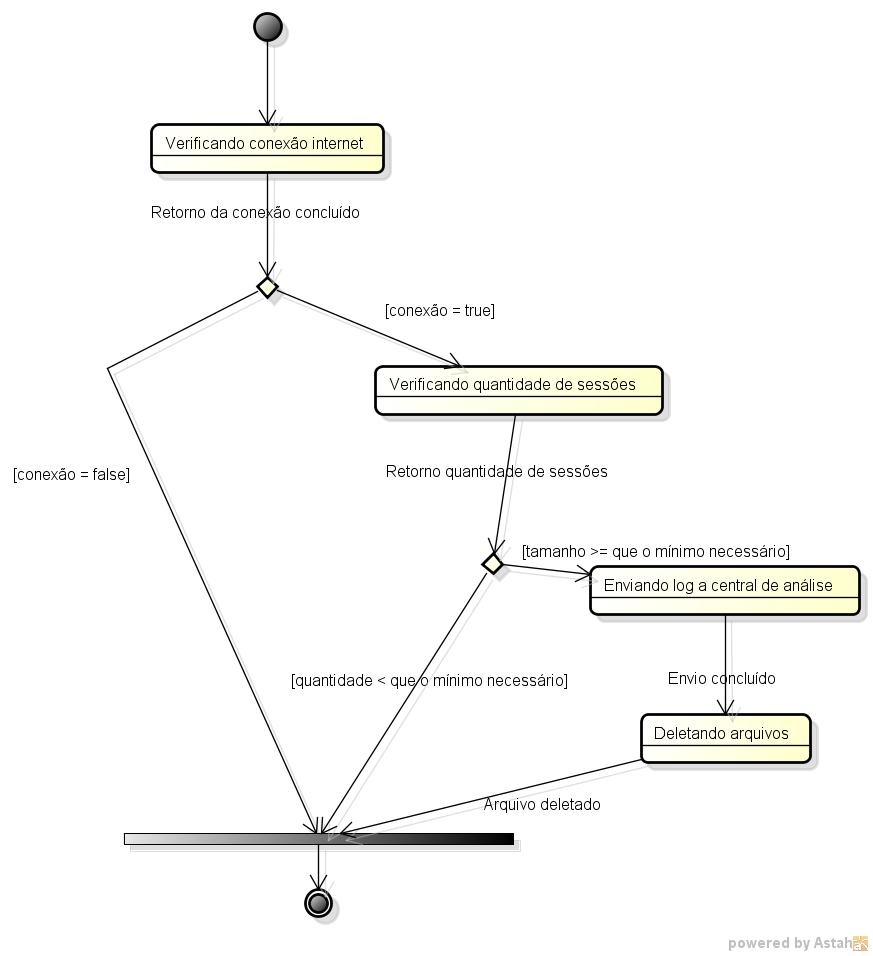 Verificando conexão internet
Retorno da conexão concluído
[conexão = true]
Verificando quantidade de sessões
[conexão = false]
Retorno quantidade de sessões
[tamanho >= que o mínimo necessário]
Enviando log a central de análise
[quantidade < que o mínimo necessário]
Envio concluído
Deletando arquivos
Arquivo deletado
powered by Astah